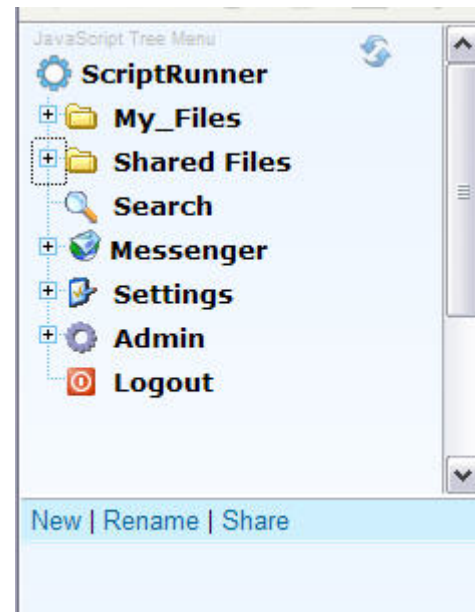 JavaScript Tree Menu
ScriptRunner
My_Files
Shared Files
Search
Messenger
Settings
Admin
Logout
New | Rename | Share